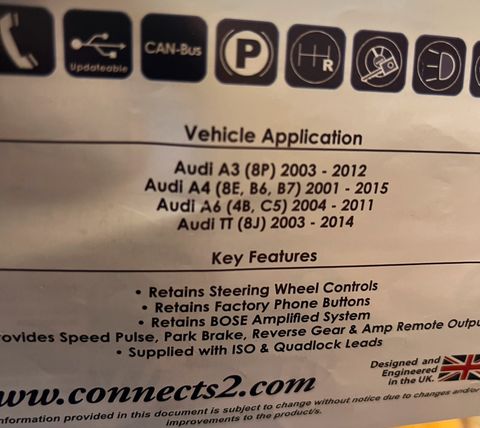 Updateable
CAN-Bus
P
R
Vehicle Application
Audi A3 (8P) 2003 - 2012
Audi A4 (8E, B6, B7) 2001 - 2015
Audi A6 (4B, C5) 2004 - 2011
Audi TT (8J) 2003 - 2014
Key Features
• Retains Steering Wheel Controls
• Retains Factory Phone Buttons
• Retains BOSE Amplified System
rovides Speed Pulse, Park Brake, Reverse Gear & Amp Remote Outpu
• Supplied with ISO & Quadlock Leads
Designed and
Engineered
in the UK.
ww.connects2.com
nformation provided in this document is subject to change without notice due to changes and/or
improvements to the product/s.